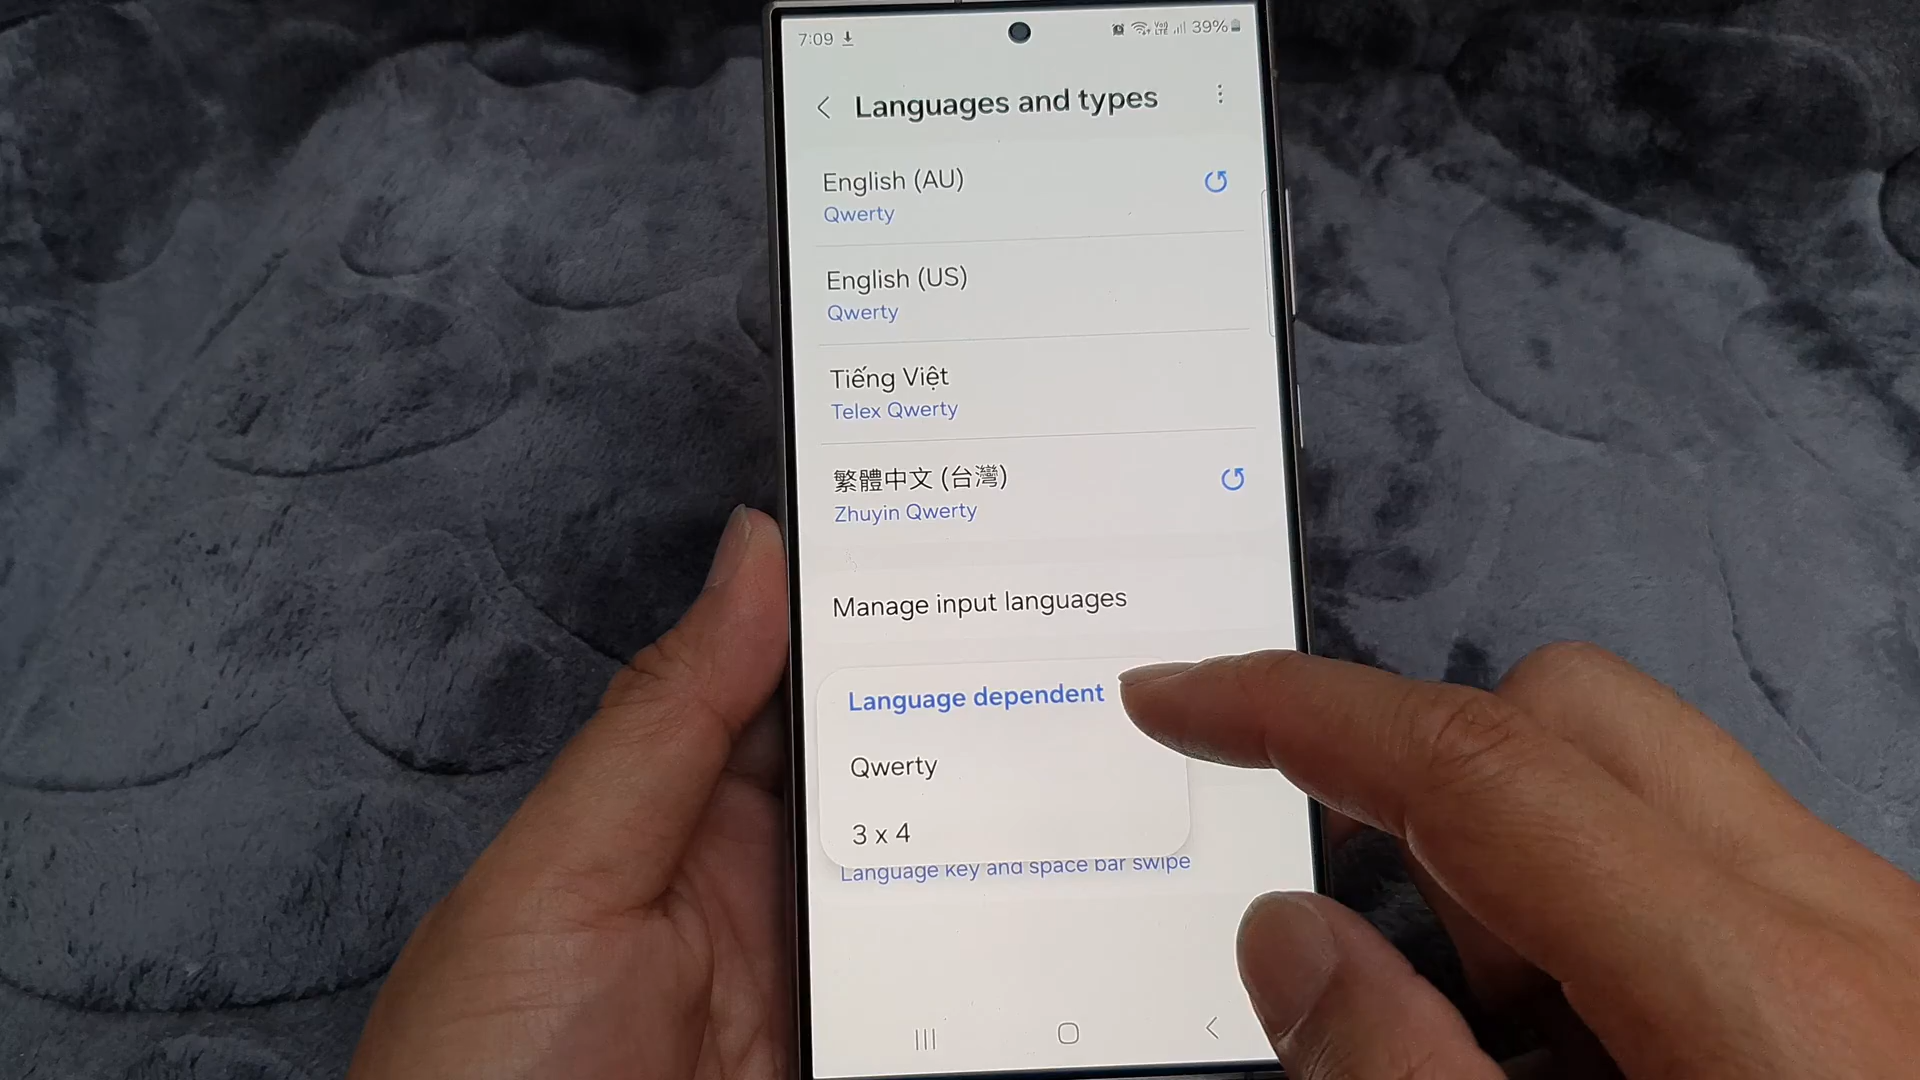 7:09 39%
Languages and types
English (AU)
Qwerty
English (US)
Qwerty
Tiếng Việt
Telex Qwerty
繁體中文 (台灣)
Zhuyin Qwerty
Manage input languages
Language dependent
Qwerty
3 x 4
Language key and space bar swipe